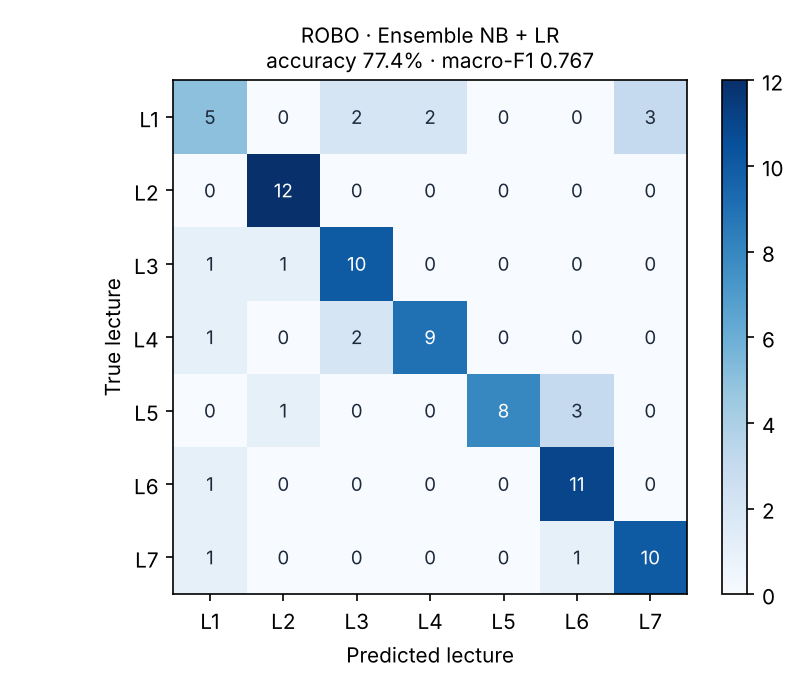 ROBO · Ensemble NB + LR
accuracy 77.4% · macro-F1 0.767
L1 5 0 2 2 0 0 3
L2 0 12 0 0 0 0 0
L3 1 1 10 0 0 0 0
L4 1 0 2 9 0 0 0
L5 0 1 0 0 8 3 0
L6 1 0 0 0 0 11 0
L7 1 0 0 0 0 1 10
L1 L2 L3 L4 L5 L6 L7
Predicted lecture
True lecture
12
10
8
6
4
2
0